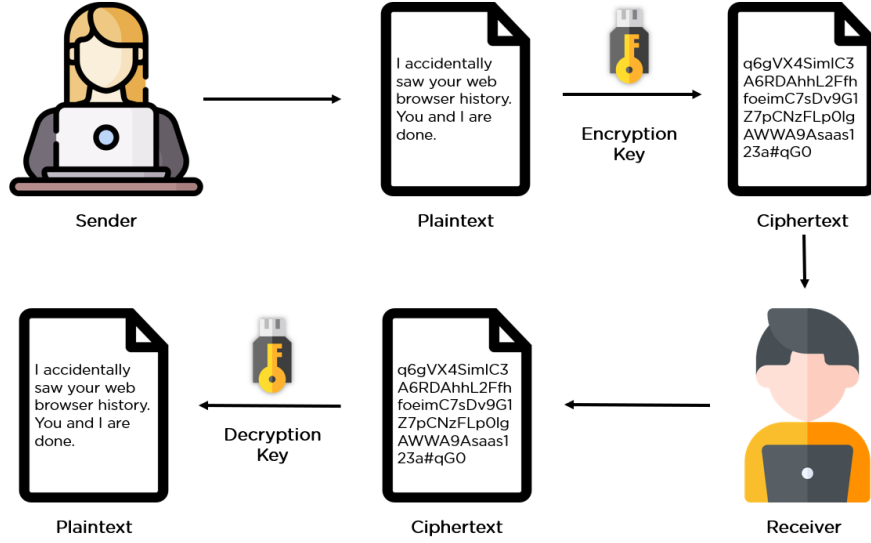 I accidentally
saw your web
browser history.
You and I are
done.
Encryption
Key
q6gVX4SimIC3
A6RDAhhL2Ffh
foeimC7sDv9G1
Z7pCNzFLp0Ig
AWWA9Asaas1
23a#qG0
Sender
Plaintext
Ciphertext
I accidentally
saw your web
browser history.
You and I are
done.
Decryption
Key
q6gVX4SimIC3
A6RDAhhL2Ffh
foeimC7sDv9G1
Z7pCNzFLp0Ig
AWWA9Asaas1
23a#qG0
Plaintext
Ciphertext
Receiver